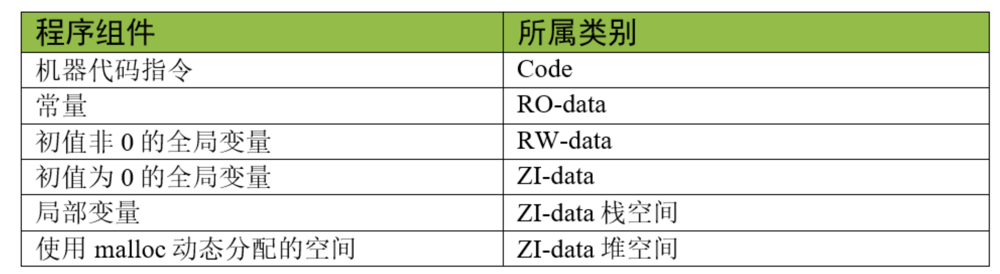 程序组件 所属类别
机器代码指令 Code
常量 RO-data
初值非 0 的全局变量 RW-data
初值为 0 的全局变量 ZI-data
局部变量 ZI-data 栈空间
使用 malloc 动态分配的空间 ZI-data 堆空间